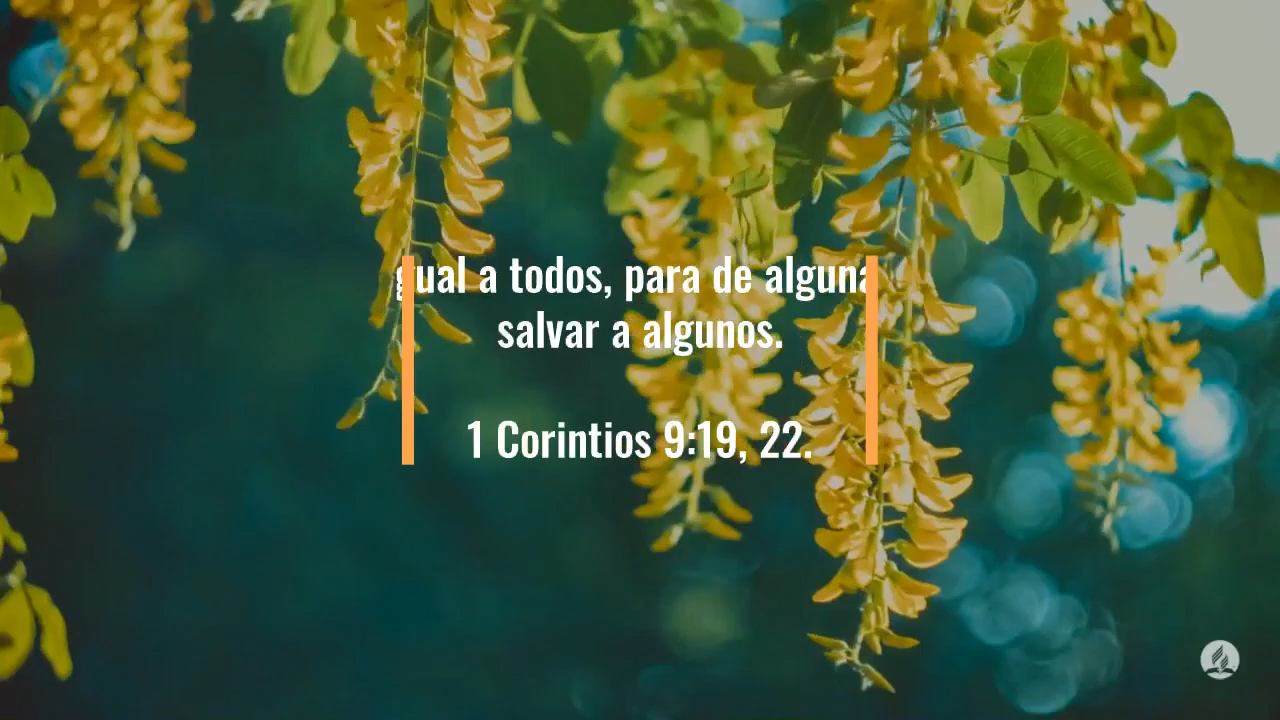 gual a todos, para de alguna
salvar a algunos.
1 Corintios 9:19, 22.